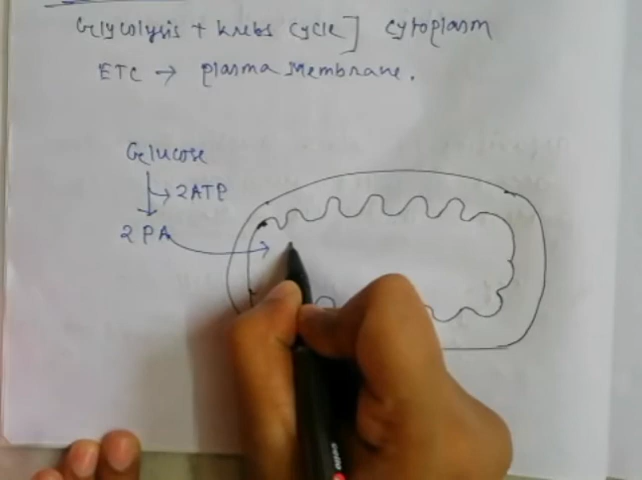 Glycolysis + Krebs cycle] cytoplasm
ETC → plasma Membrane.
Glucose
→ 2ATP
2 PA